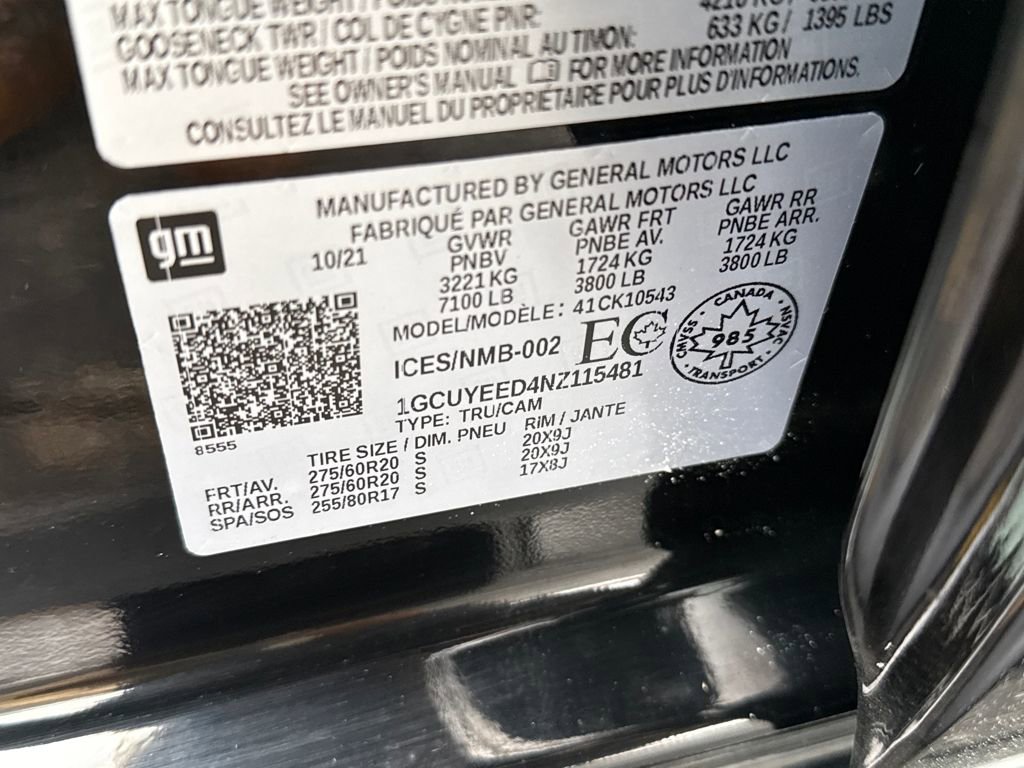 MAX TONGUE WEIGHT / POIDS
GOOSENECK TWR / COL DE CYGNE PNR: 633 KG / 1395 LBS
MAX TONGUE WEIGHT / POIDS NOMINAL AU TIMON:
SEE OWNER'S MANUAL FOR MORE INFORMATION
CONSULTEZ LE MANUEL DU PROPRIÉTAIRE POUR PLUS D'INFORMATIONS.
gm
MANUFACTURED BY GENERAL MOTORS LLC
FABRIQUÉ PAR GENERAL MOTORS LLC
10/21 GVWR GAWR FRT GAWR RR
PNBV PNBE AV. PNBE ARR.
3221 KG 1724 KG 1724 KG
7100 LB 3800 LB 3800 LB
MODEL/MODÈLE: 41CK10543
ICES/NMB-002 EC
CANADA
CMVSS 985 NSVAC
TRANSPORT
1GCUYEED4NZ115481
TYPE: TRU/CAM
8555
TIRE SIZE / DIM. PNEU RIM / JANTE
FRT/AV. 275/60R20 S 20X9J
RR/ARR. 275/60R20 S 20X9J
SPA/SOS 255/80R17 S 17X8J